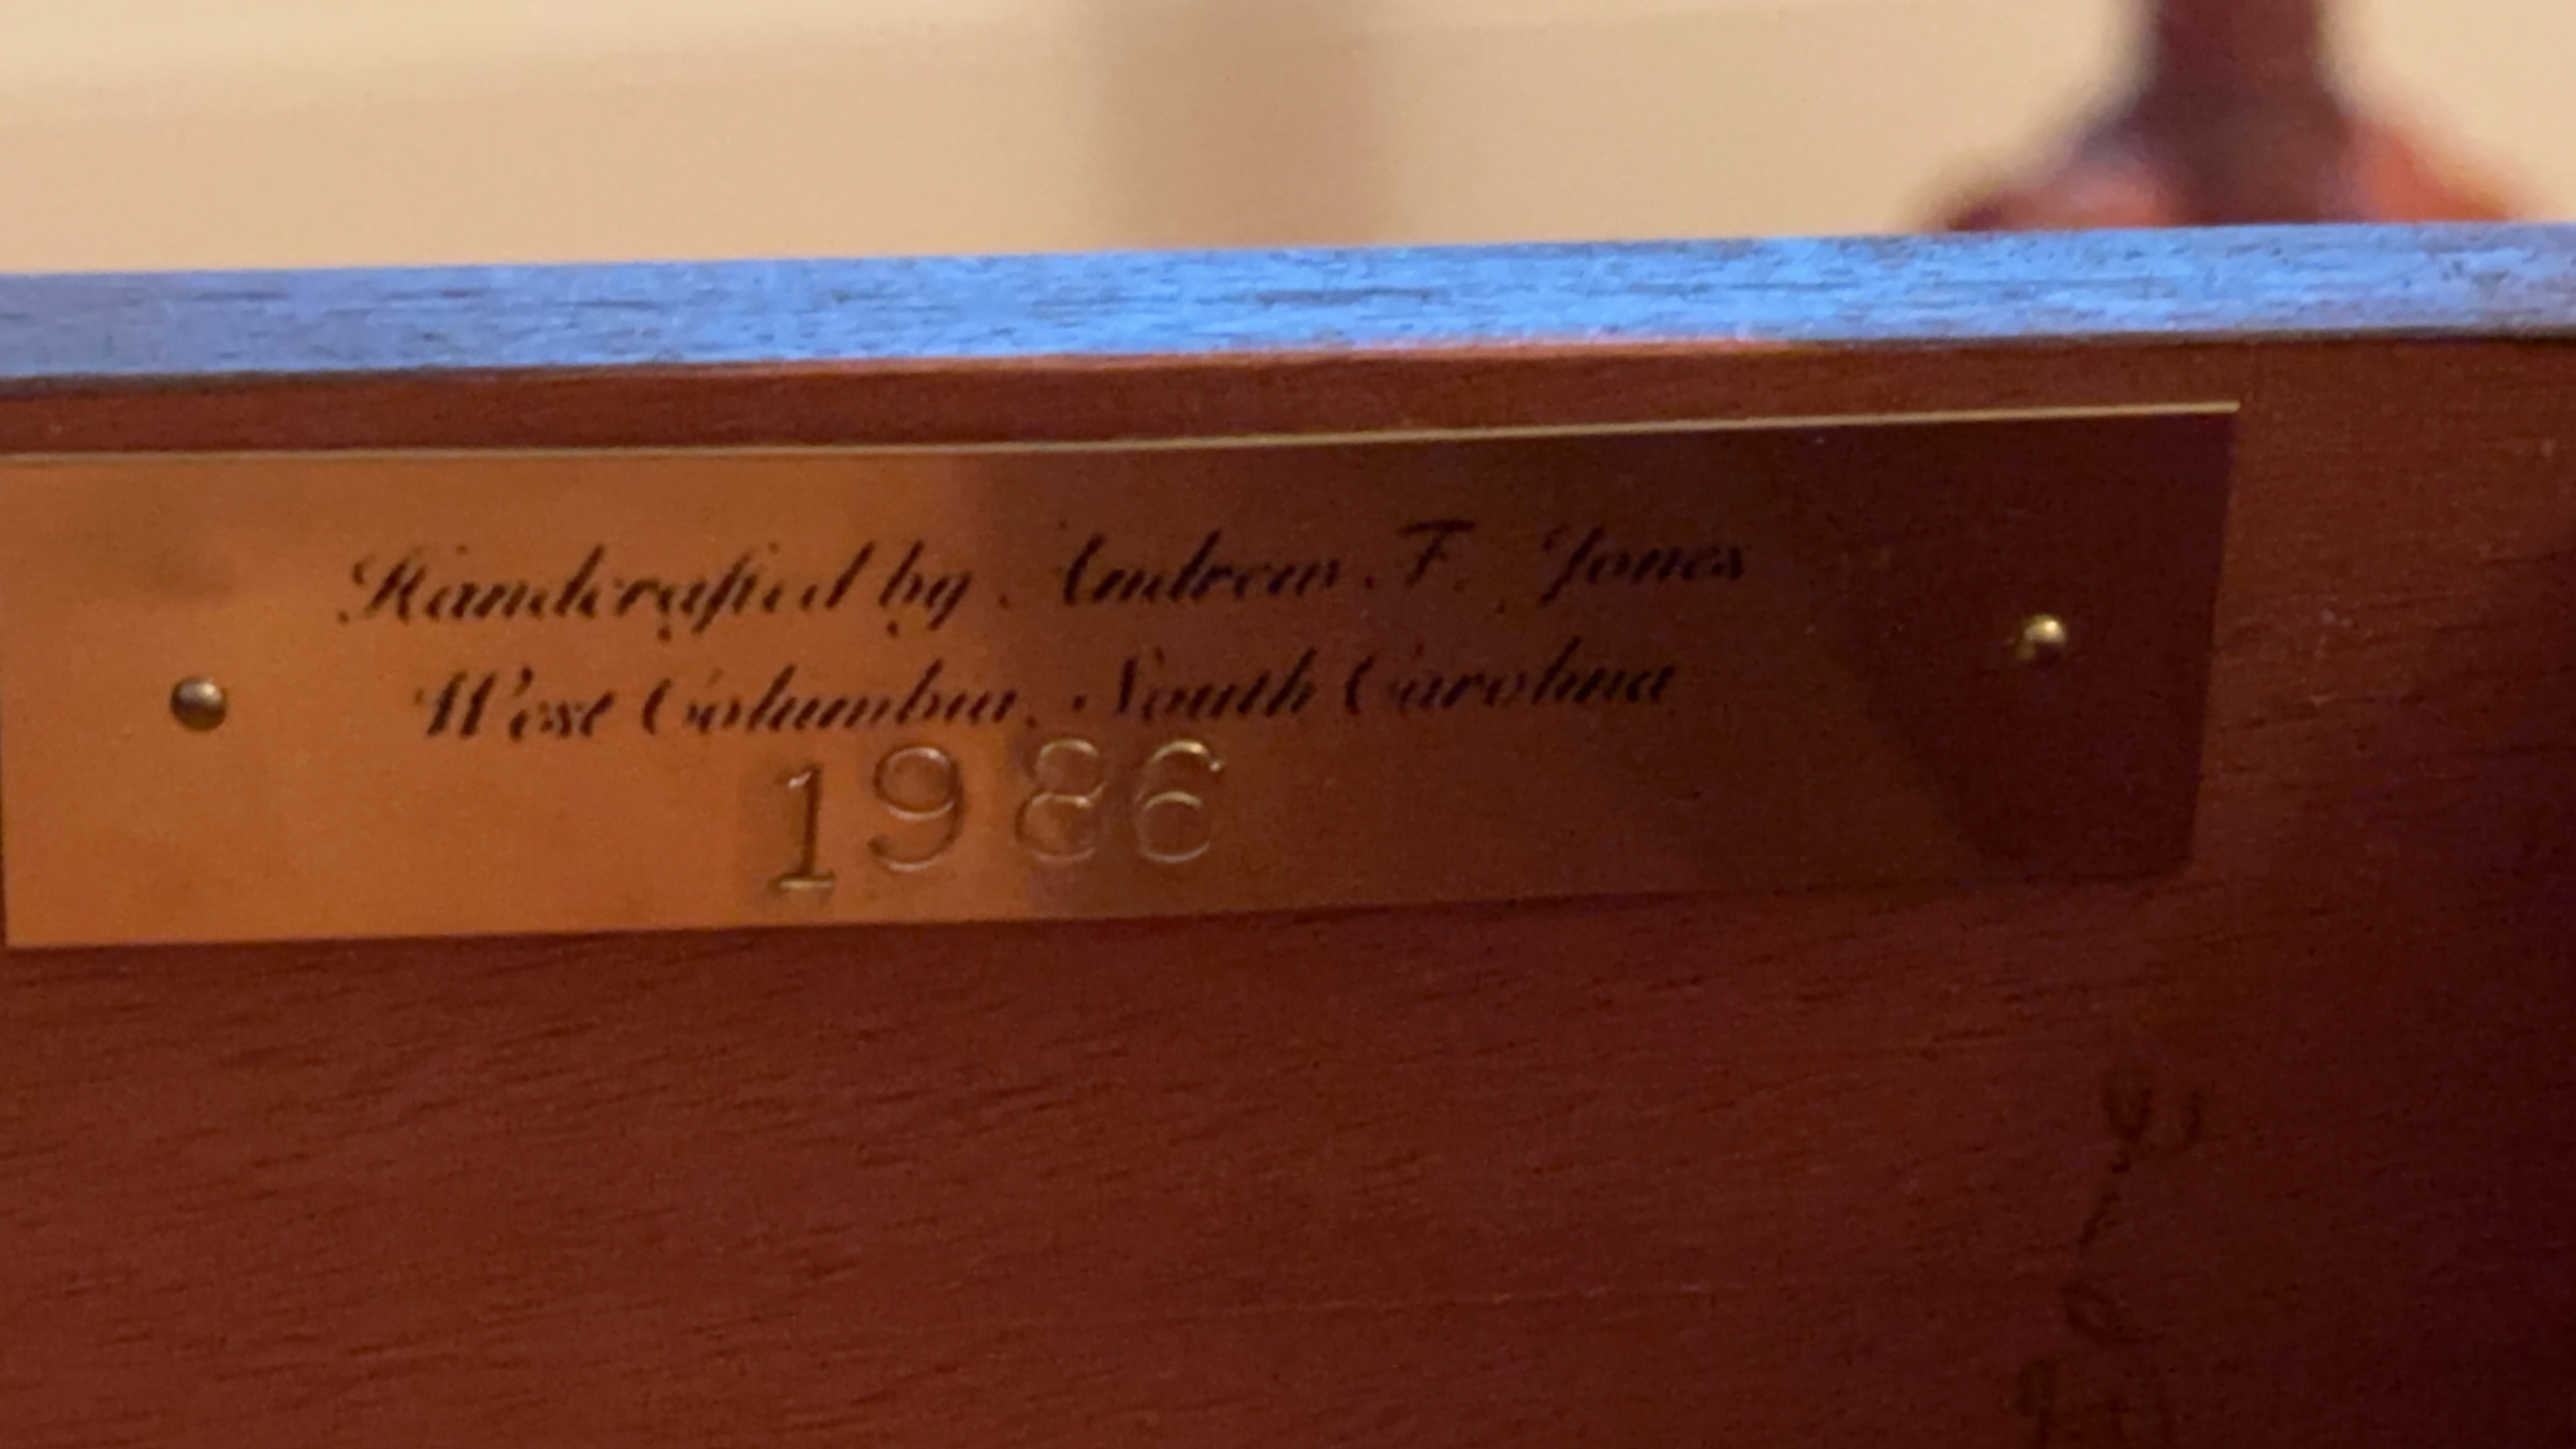 Handcrafted by Andrew F. Jones
West Columbia, South Carolina
1986